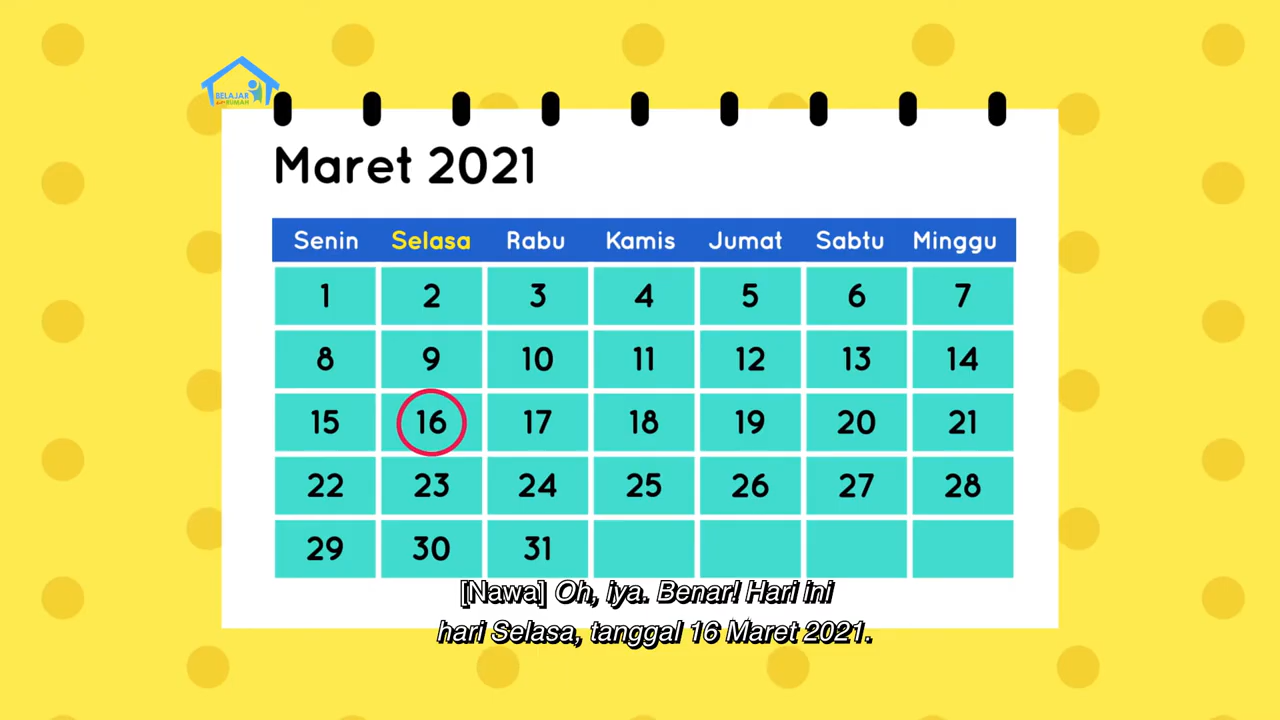 BELAJAR
dari RUMAH
Maret 2021
Senin Selasa Rabu Kamis Jumat Sabtu Minggu
1 2 3 4 5 6 7
8 9 10 11 12 13 14
15 16 17 18 19 20 21
22 23 24 25 26 27 28
29 30 31
[Nawa] Oh, iya. Benar! Hari ini
hari Selasa, tanggal 16 Maret 2021.